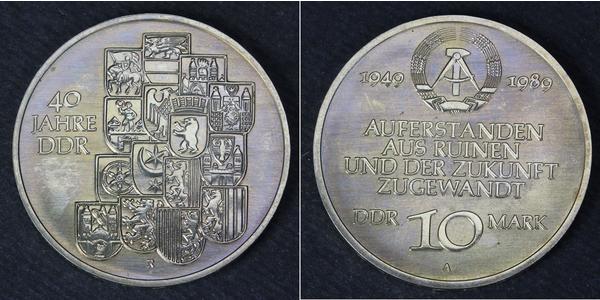 40
JAHRE
DDR
1949 1989
AUFERSTANDEN
AUS RUINEN
UND DER ZUKUNFT
ZUGEWANDT
DDR 10 MARK
A